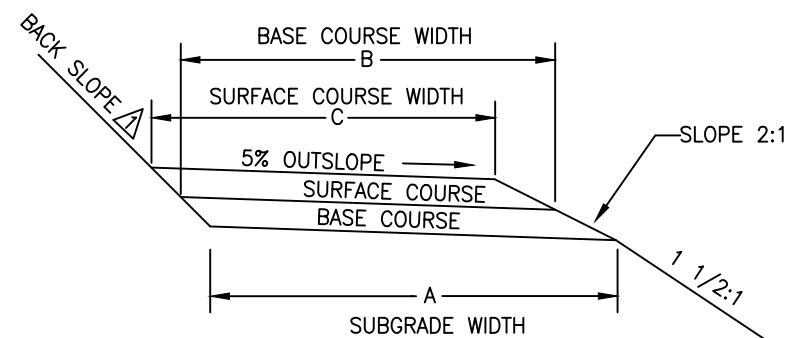 BACK SLOPE 1
BASE COURSE WIDTH
B
SURFACE COURSE WIDTH
C
SLOPE 2:1
5% OUTSLOPE
SURFACE COURSE
BASE COURSE
1 1/2:1
A
SUBGRADE WIDTH